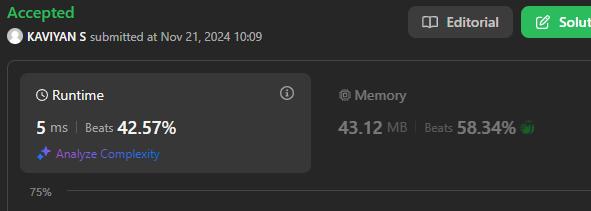 Accepted
Editorial
Solut
KAVIYAN S submitted at Nov 21, 2024 10:09
Runtime
Memory
5 ms | Beats 42.57%
43.12 MB | Beats 58.34%
Analyze Complexity
75%